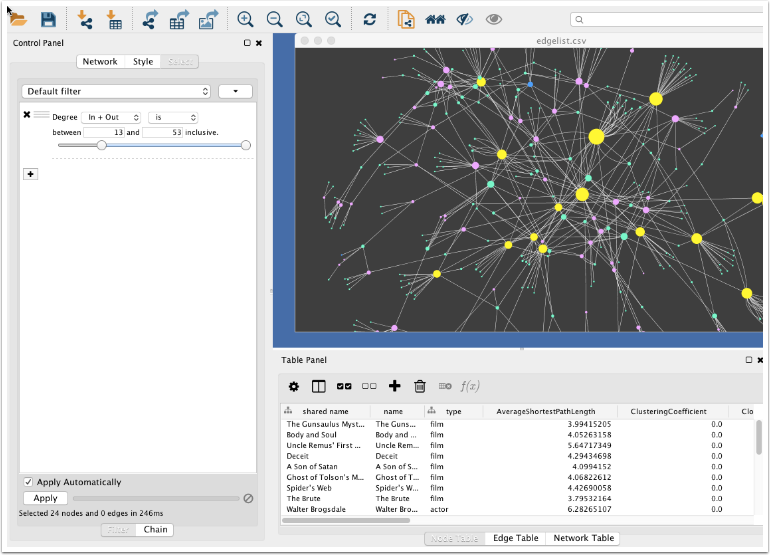 Control Panel
Network Style Select
Default filter
Degree In + Out is
between 13 and 53 inclusive.
Apply Automatically
Apply
Selected 24 nodes and 0 edges in 246ms
Filter Chain
edgelist.csv
Table Panel
f(x)
shared name name type AverageShortestPathLength ClusteringCoefficient Clo
The Gunsaulus Myst... The Guns... film 3.99415205 0.0
Body and Soul Body and ... film 4.05263158 0.0
Uncle Remus' First ... Uncle Rem... film 5.64717349 0.0
Deceit Deceit film 4.29434698 0.0
A Son of Satan A Son of S... film 4.0994152 0.0
Ghost of Tolson's M... Ghost of T... film 4.06822612 0.0
Spider's Web Spider's W... film 4.42690058 0.0
The Brute The Brute film 3.79532164 0.0
Walter Brogsdale Walter Bro... actor 6.28265107 0.0
Node Table Edge Table Network Table